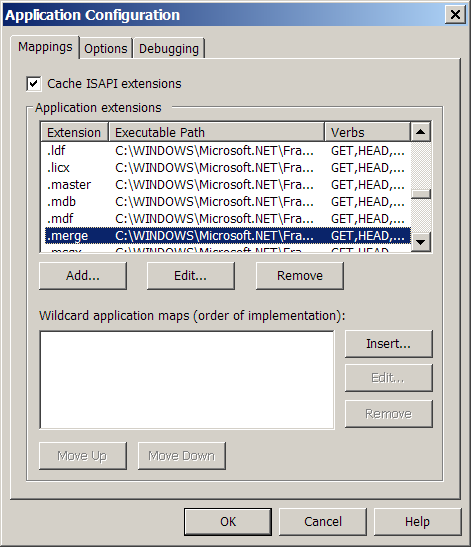 Application Configuration
Mappings Options Debugging
Cache ISAPI extensions
Application extensions
Extension Executable Path Verbs
.ldf C:\WINDOWS\Microsoft.NET\Fra... GET,HEAD,...
.licx C:\WINDOWS\Microsoft.NET\Fra... GET,HEAD,...
.master C:\WINDOWS\Microsoft.NET\Fra... GET,HEAD,...
.mdb C:\WINDOWS\Microsoft.NET\Fra... GET,HEAD,...
.mdf C:\WINDOWS\Microsoft.NET\Fra... GET,HEAD,...
.merge C:\WINDOWS\Microsoft.NET\Fra... GET,HEAD,...
Add... Edit... Remove
Wildcard application maps (order of implementation):
Insert...
Edit...
Remove
Move Up Move Down
OK Cancel Help